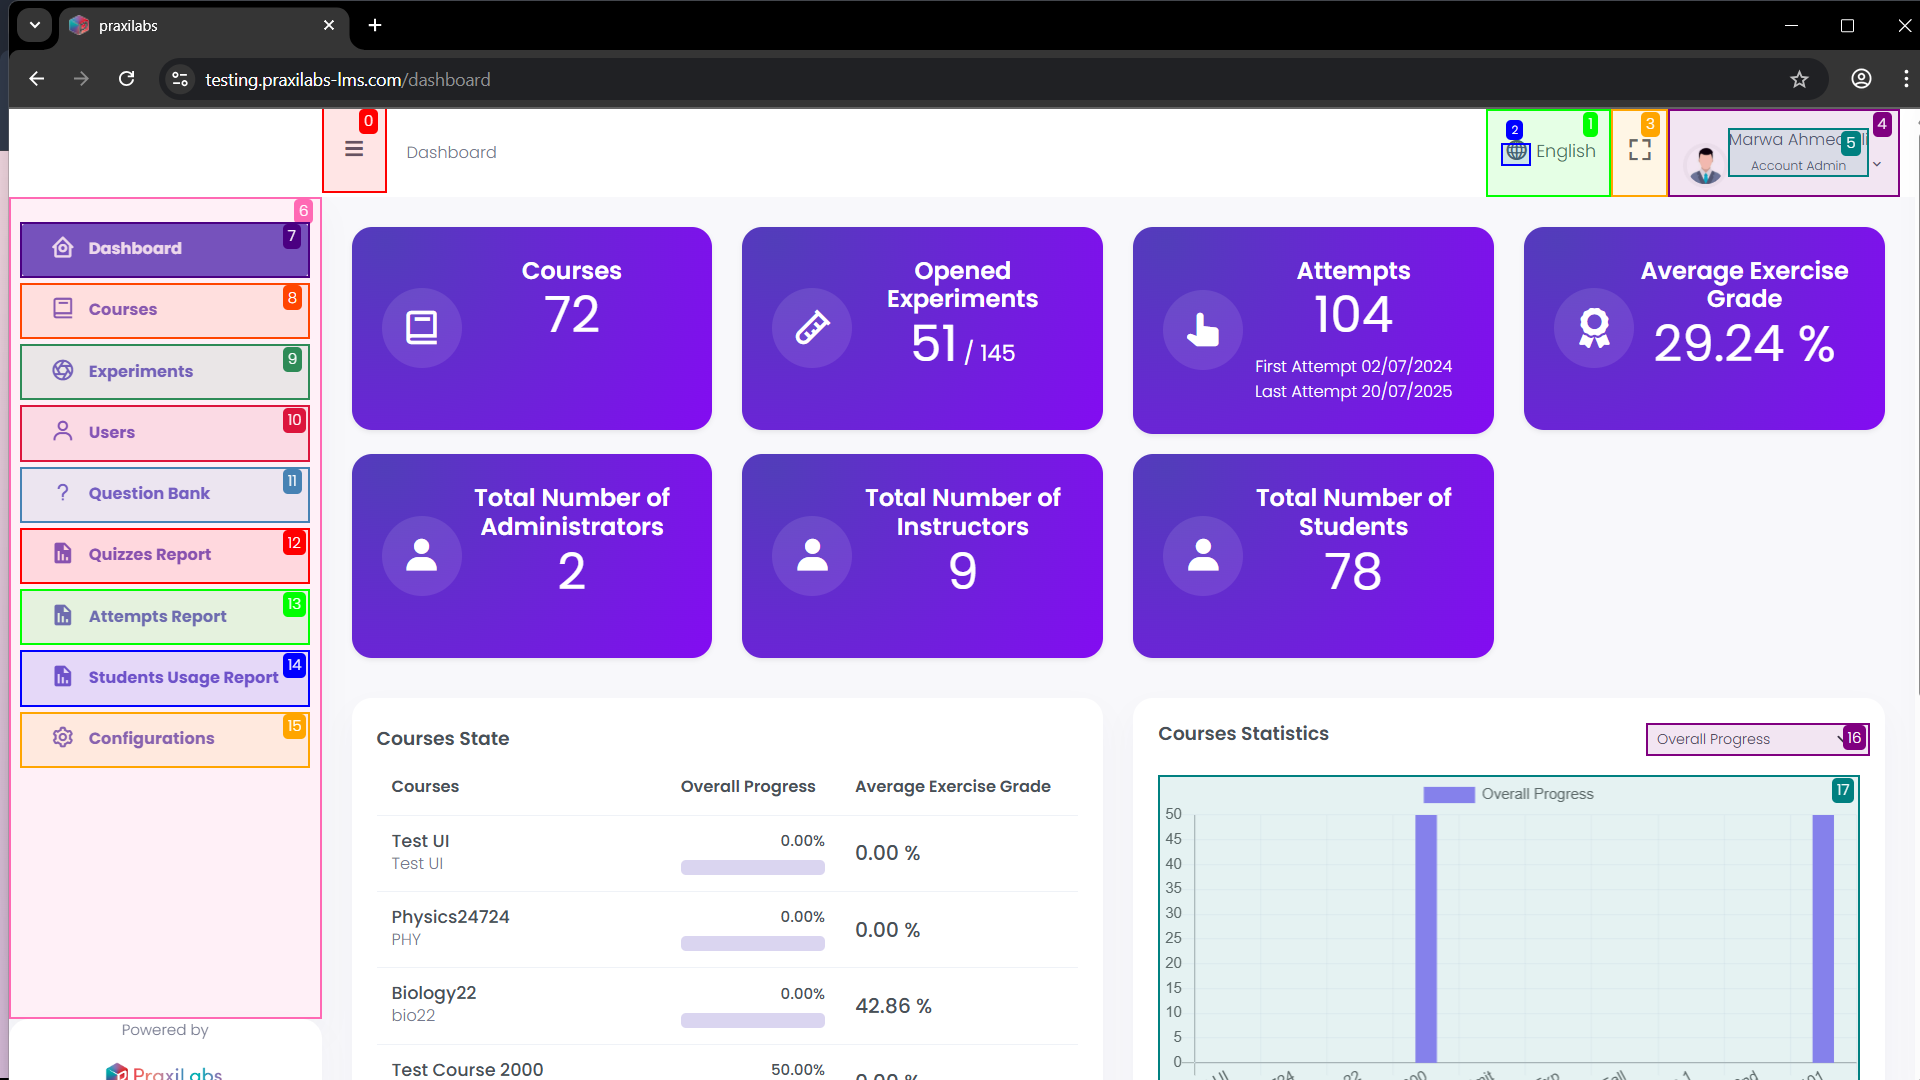 praxilabs
testing.praxilabs-lms.com/dashboard
0
Dashboard
1
2
English
3
4
Marwa Ahmed
5
Account Admin
6
Dashboard
7
Courses
8
Experiments
9
Users
10
Question Bank
11
Quizzes Report
12
Attempts Report
13
Students Usage Report
14
Configurations
15
Powered by
PraxiLabs
Courses
72
Opened
Experiments
51 / 145
Attempts
104
First Attempt 02/07/2024
Last Attempt 20/07/2025
Average Exercise
Grade
29.24 %
Total Number of
Administrators
2
Total Number of
Instructors
9
Total Number of
Students
78
Courses State
Courses Overall Progress Average Exercise Grade
Test UI
Test UI
0.00%
0.00 %
Physics24724
PHY
0.00%
0.00 %
Biology22
bio22
0.00%
42.86 %
Test Course 2000
50.00%
Courses Statistics
Overall Progress
16
17
Overall Progress
50
45
40
35
30
25
20
15
10
5
0